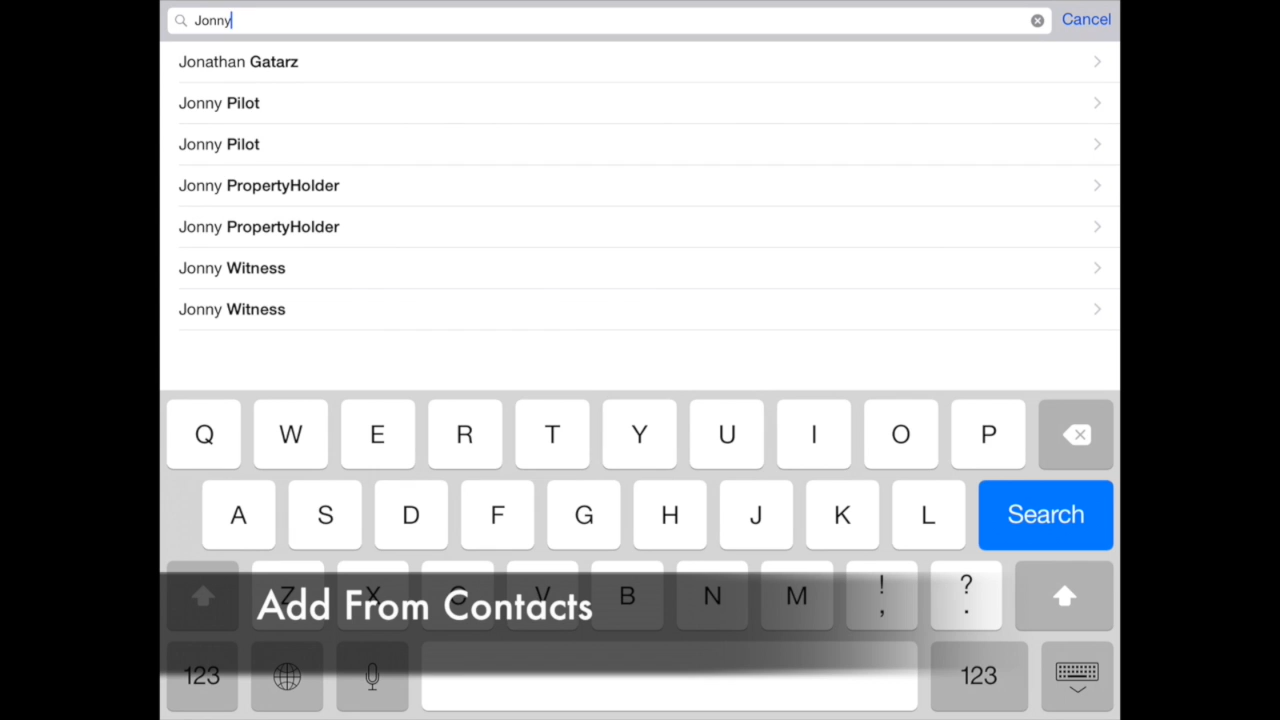 Jonny
Cancel
Jonathan Gatarz
Jonny Pilot
Jonny Pilot
Jonny PropertyHolder
Jonny PropertyHolder
Jonny Witness
Jonny Witness
Q W E R T Y U I O P
A S D F G H J K L Search
Z X C V B N M ! , ? .
Add From Contacts
123 123